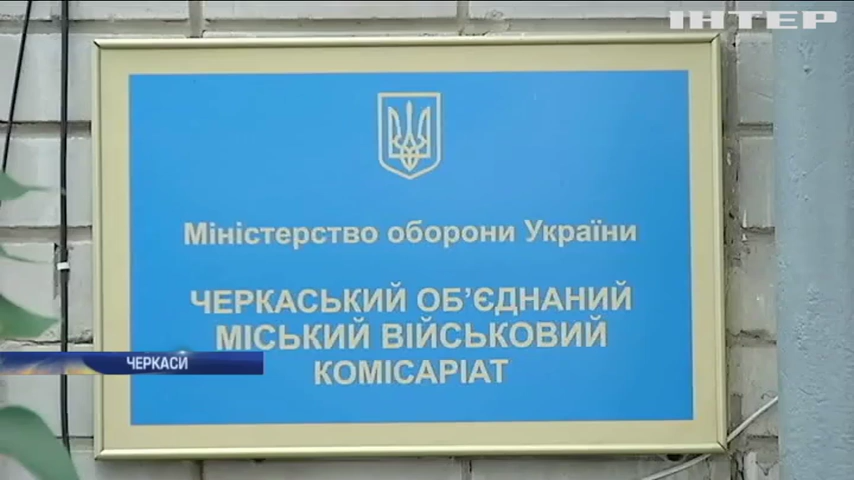 ІНТЕР
Міністерство оборони України
ЧЕРКАСЬКИЙ ОБ’ЄДНАНИЙ
МІСЬКИЙ ВІЙСЬКОВИЙ
КОМІСАРІАТ
ЧЕРКАСИ